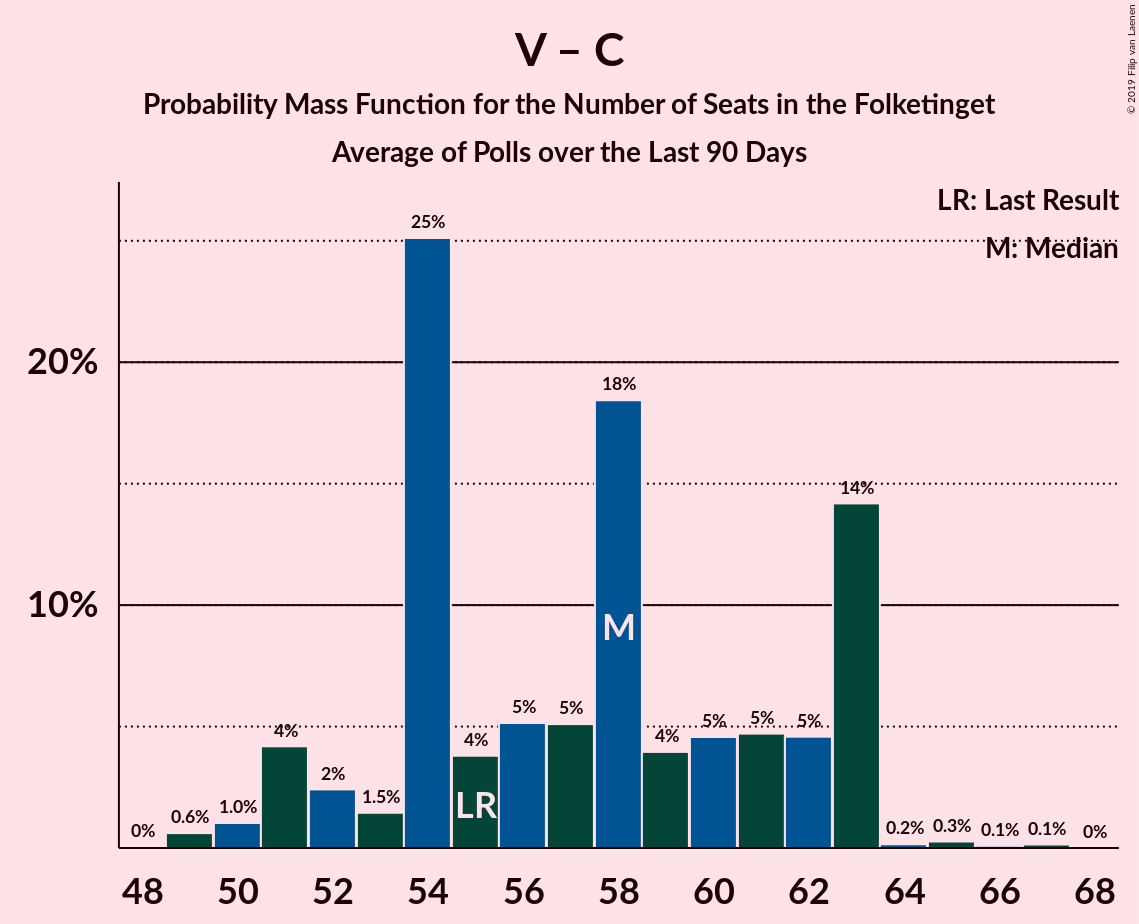 V – C
Probability Mass Function for the Number of Seats in the Folketinget
Average of Polls over the Last 90 Days
© 2019 Filip van Laenen
LR: Last Result
M: Median
20%
10%
0%
0.6%
1.0%
4%
2%
1.5%
25%
4%
5%
5%
18%
4%
5%
5%
5%
14%
0.2%
0.3%
0.1%
0.1%
0%
LR
M
48 50 52 54 56 58 60 62 64 66 68